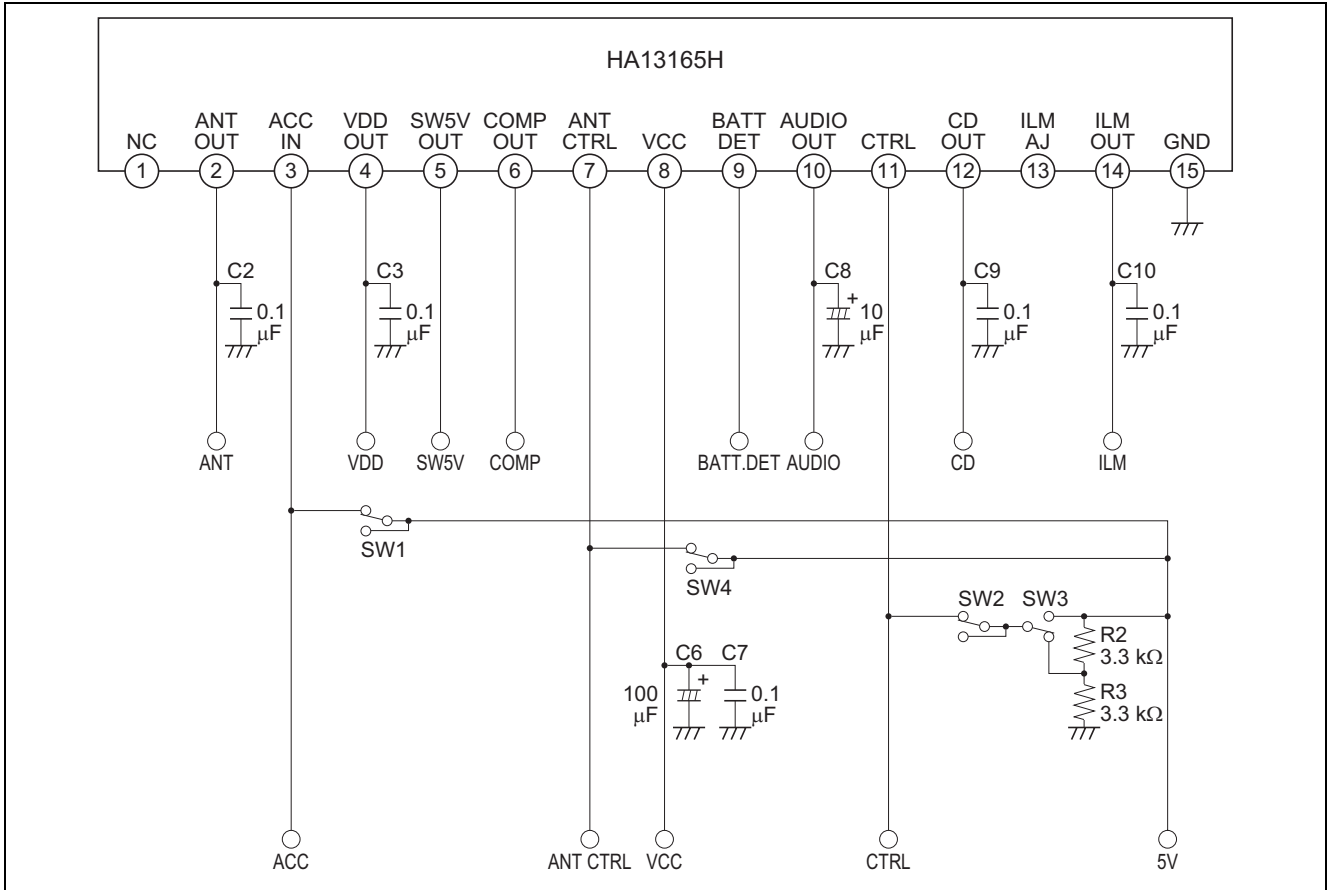 HA13165H
NC
ANT
OUT
ACC
IN
VDD
OUT
SW5V
OUT
COMP
OUT
ANT
CTRL
VCC
BATT
DET
AUDIO
OUT
CTRL
CD
OUT
ILM
AJ
ILM
OUT
GND
1 2 3 4 5 6 7 8 9 10 11 12 13 14 15
C2
0.1
μF
C3
0.1
μF
C8
+
10
μF
C9
0.1
μF
C10
0.1
μF
ANT
VDD
SW5V
COMP
BATT.DET
AUDIO
CD
ILM
SW1
SW4
SW2
SW3
R2
3.3 kΩ
R3
3.3 kΩ
C6
+
100
μF
C7
0.1
μF
ACC
ANT CTRL
VCC
CTRL
5V